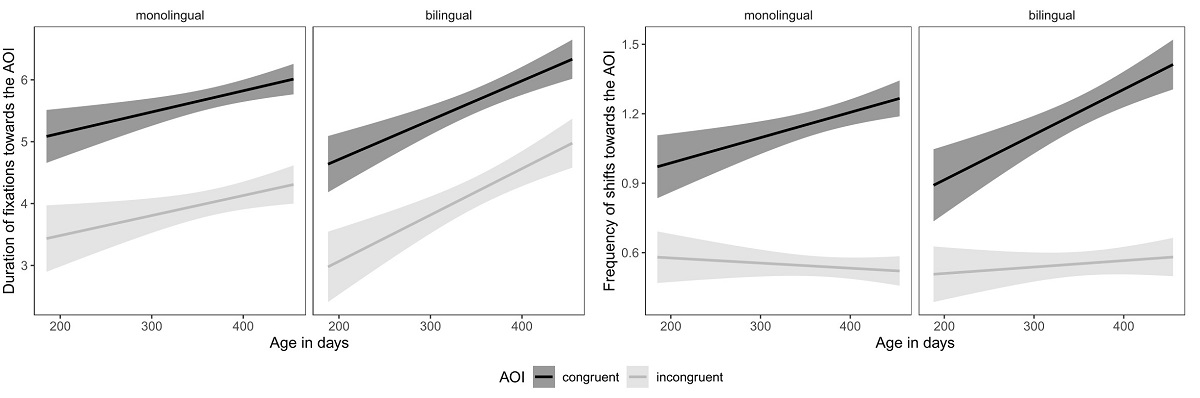 monolingual
bilingual
Duration of fixations towards the AOI
6
5
4
3
200
300
400
200
300
400
Age in days
monolingual
bilingual
Frequency of shifts towards the AOI
1.5
1.2
0.9
0.6
200
300
400
200
300
400
Age in days
AOI congruent incongruent